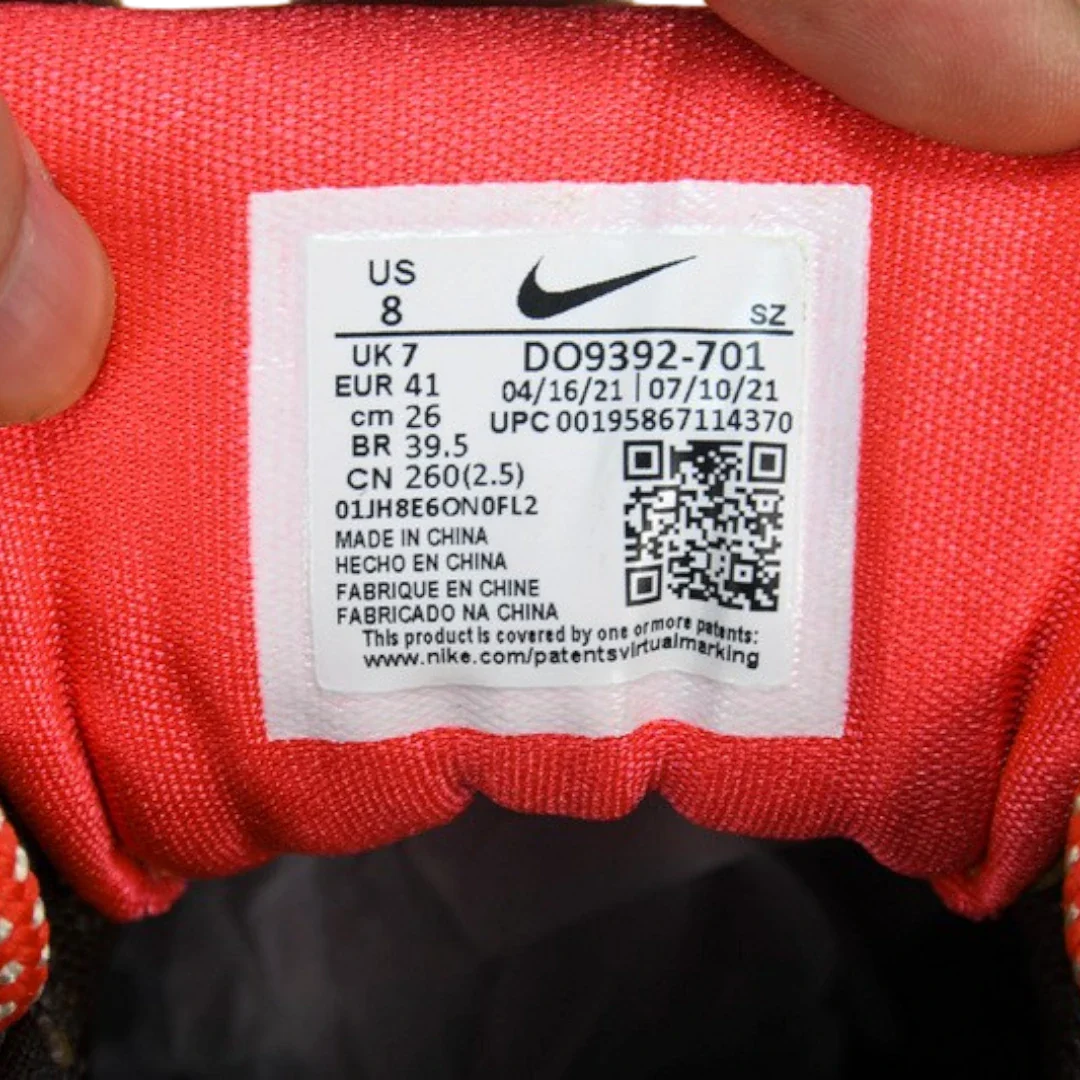 US
8
SZ
UK 7
DO9392-701
EUR 41
04/16/21 | 07/10/21
cm 26
UPC 00195867114370
BR 39.5
CN 260(2.5)
01JH8E6ON0FL2
MADE IN CHINA
HECHO EN CHINA
FABRIQUE EN CHINE
FABRICADO NA CHINA
This product is covered by one or more patents:
www.nike.com/patentsvirtualmarking